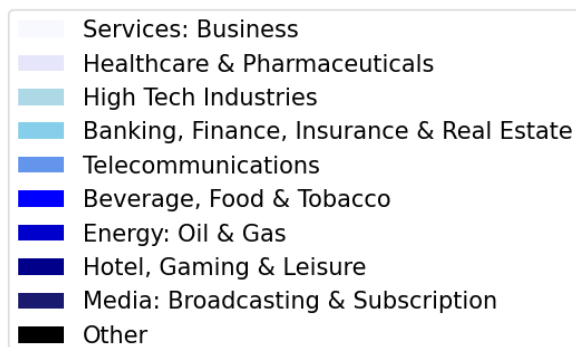 Services: Business
Healthcare & Pharmaceuticals
High Tech Industries
Banking, Finance, Insurance & Real Estate
Telecommunications
Beverage, Food & Tobacco
Energy: Oil & Gas
Hotel, Gaming & Leisure
Media: Broadcasting & Subscription
Other